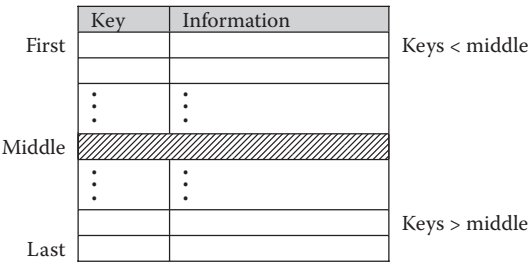 Key Information
First Keys < middle
Middle
Keys > middle
Last